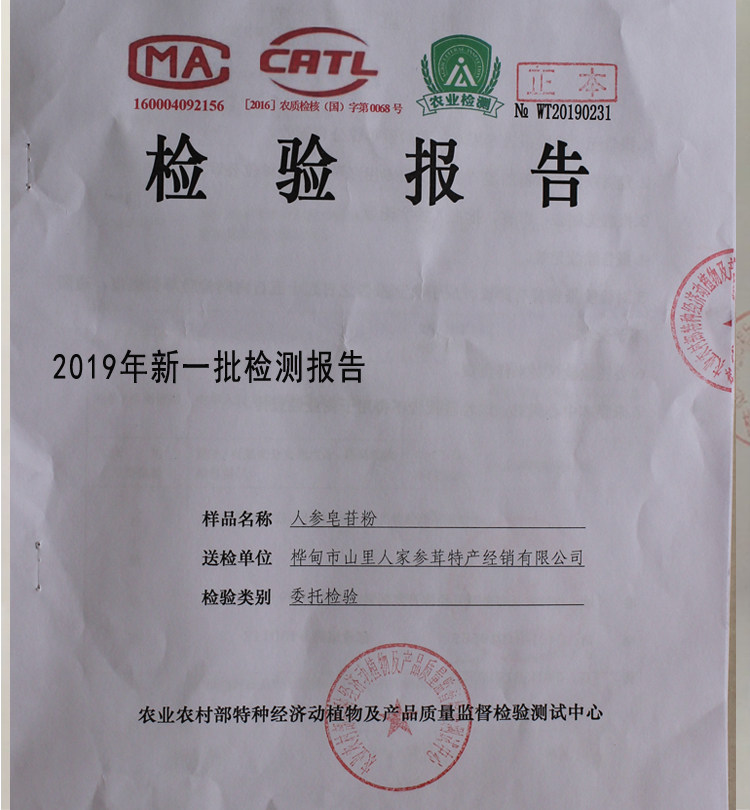 MA
CATL
农业检测
正本
160004092156
[2016]农质检核(国)字第0068号
№ WT20190231
检验报告
2019年新一批检测报告
样品名称 人参皂苷粉
送检单位 桦甸市山里人家参茸特产经销有限公司
检验类别 委托检验
农业农村部特种经济动植物及产品质量监督检验测试中心